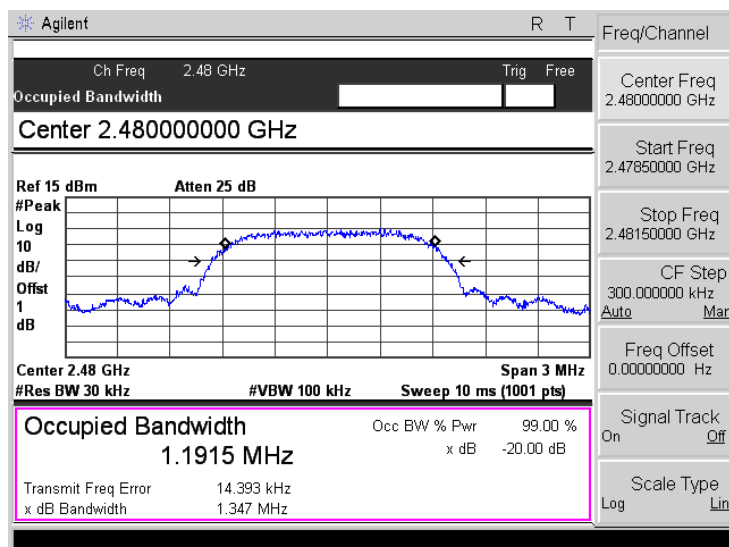 Agilent R T
Ch Freq 2.48 GHz Trig Free
Occupied Bandwidth
Center 2.480000000 GHz
Ref 15 dBm Atten 25 dB
#Peak
Log
10
dB/
Offst
1
dB
Center 2.48 GHz Span 3 MHz
#Res BW 30 kHz #VBW 100 kHz Sweep 10 ms (1001 pts)
Occupied Bandwidth Occ BW % Pwr 99.00 %
1.1915 MHz x dB -20.00 dB
Transmit Freq Error 14.393 kHz
x dB Bandwidth 1.347 MHz
Freq/Channel
Center Freq
2.48000000 GHz
Start Freq
2.47850000 GHz
Stop Freq
2.48150000 GHz
CF Step
300.000000 kHz
Auto Man
Freq Offset
0.00000000 Hz
Signal Track
On Off
Scale Type
Log Lin